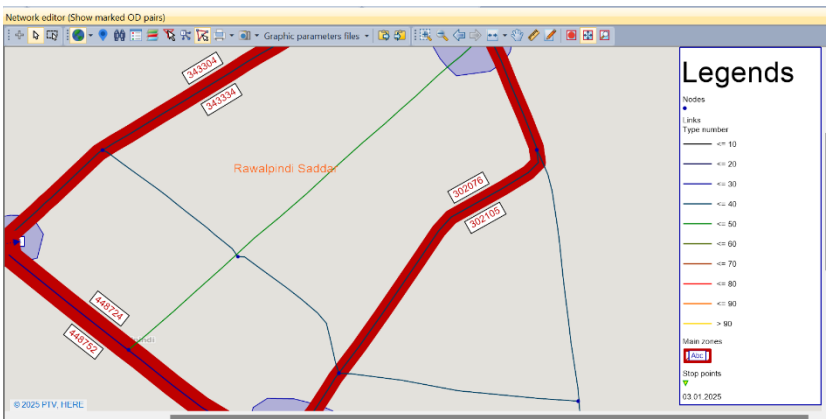 Network editor (Show marked OD pairs)
Graphic parameters files
343304
343334
Rawalpindi Saddar
302076
302105
448724
448752
© 2025 PTV, HERE
Legends
Nodes
Links
Type number
<= 10
<= 20
<= 30
<= 40
<= 50
<= 60
<= 70
<= 80
<= 90
> 90
Main zones
Abc
Stop points
03.01.2025